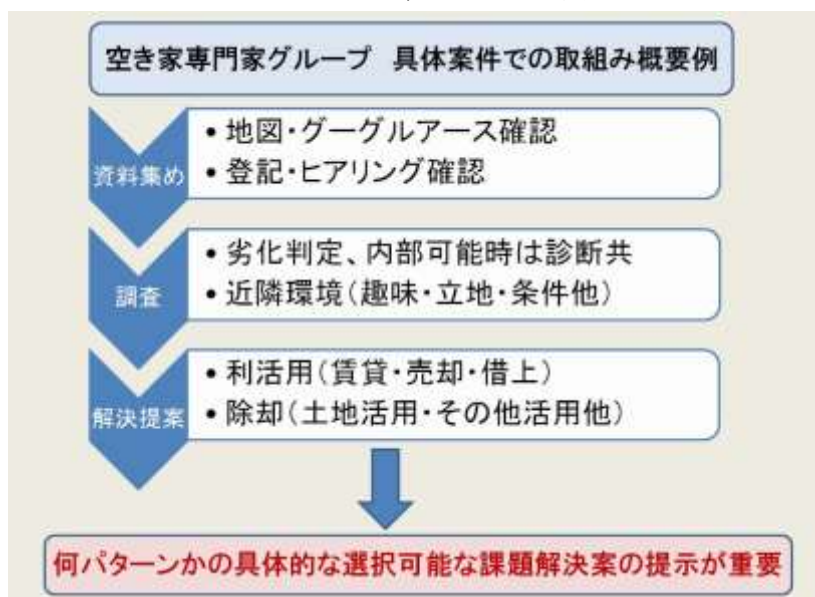 空き家専門家グループ 具体案件での取組み概要例
資料集め
• 地図・グーグルアース確認
• 登記・ヒアリング確認
調査
• 劣化判定、内部可能時は診断共
• 近隣環境(趣味・立地・条件他)
解決提案
• 利活用(賃貸・売却・借上)
• 除却(土地活用・その他活用他)
何パターンかの具体的な選択可能な課題解決案の提示が重要